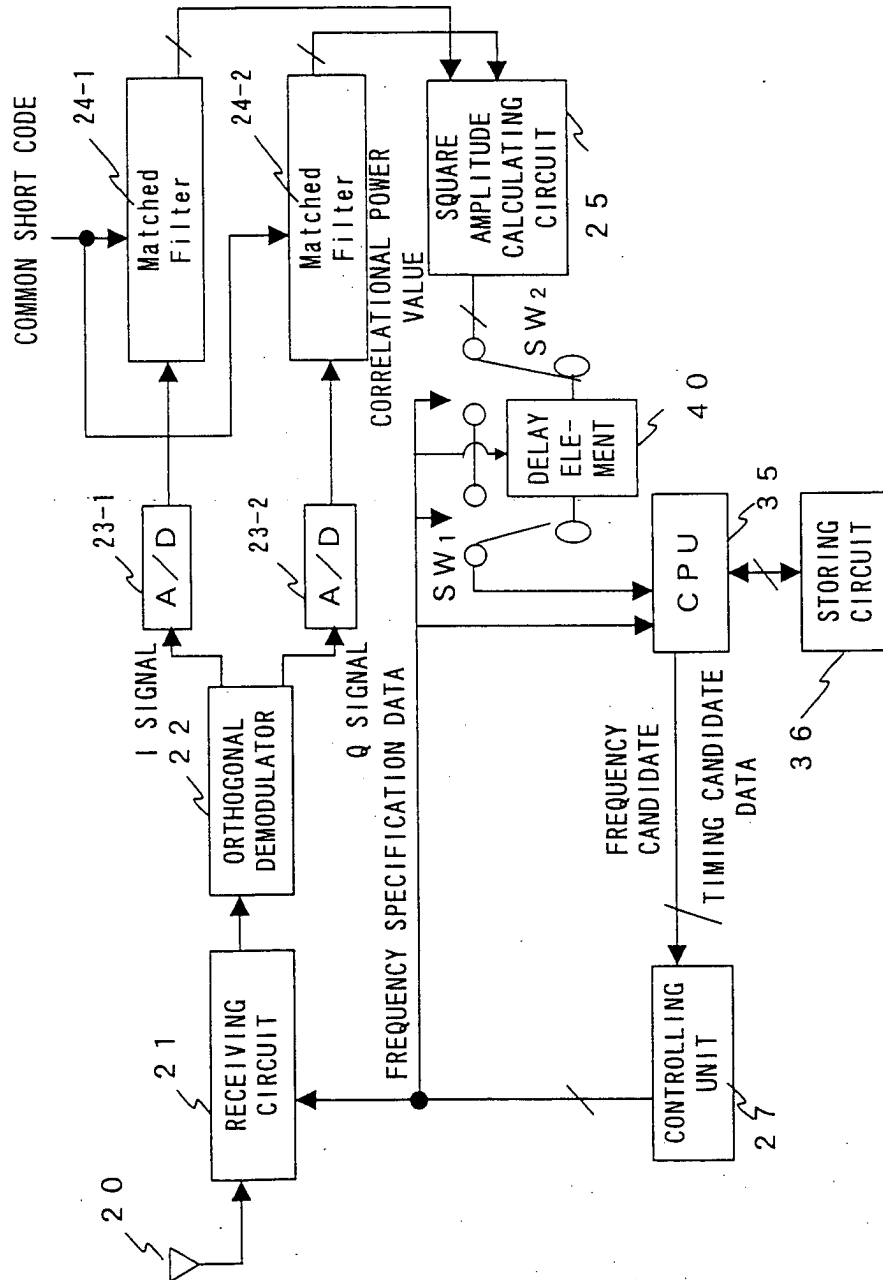 20
21
RECEIVING
CIRCUIT
22
ORTHOGONAL
DEMODULATOR
I SIGNAL
Q SIGNAL
23-1
A/D
23-2
A/D
COMMON SHORT CODE
24-1
Matched
Filter
24-2
Matched
Filter
CORRELATIONAL POWER
VALUE
SQUARE
AMPLITUDE
CALCULATING
CIRCUIT
25
SW2
SW1
DELAY
ELE-
MENT
40
FREQUENCY SPECIFICATION DATA
CPU
35
STORING
CIRCUIT
36
FREQUENCY
CANDIDATE
TIMING CANDIDATE
DATA
CONTROLLING
UNIT
27